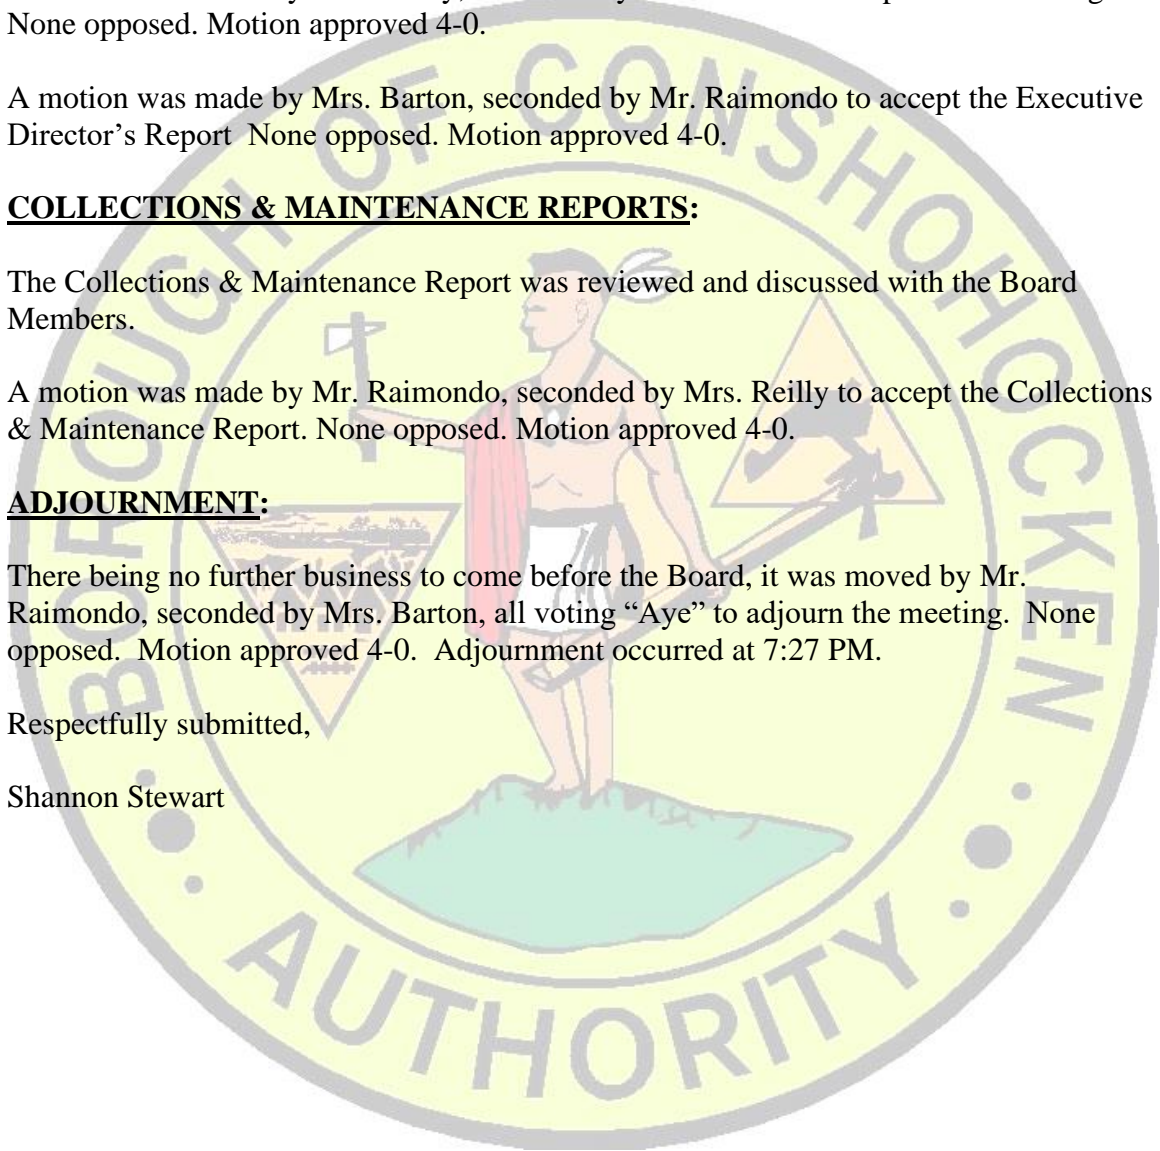 None opposed. Motion approved 4-0.
A motion was made by Mrs. Barton, seconded by Mr. Raimondo to accept the Executive
Director’s Report  None opposed. Motion approved 4-0.
COLLECTIONS & MAINTENANCE REPORTS:
The Collections & Maintenance Report was reviewed and discussed with the Board
Members.
A motion was made by Mr. Raimondo, seconded by Mrs. Reilly to accept the Collections
& Maintenance Report. None opposed. Motion approved 4-0.
ADJOURNMENT:
There being no further business to come before the Board, it was moved by Mr.
Raimondo, seconded by Mrs. Barton, all voting “Aye” to adjourn the meeting.  None
opposed.  Motion approved 4-0.  Adjournment occurred at 7:27 PM.
Respectfully submitted,
Shannon Stewart
BOROUGH OF CONSHOHOCKEN
AUTHORITY